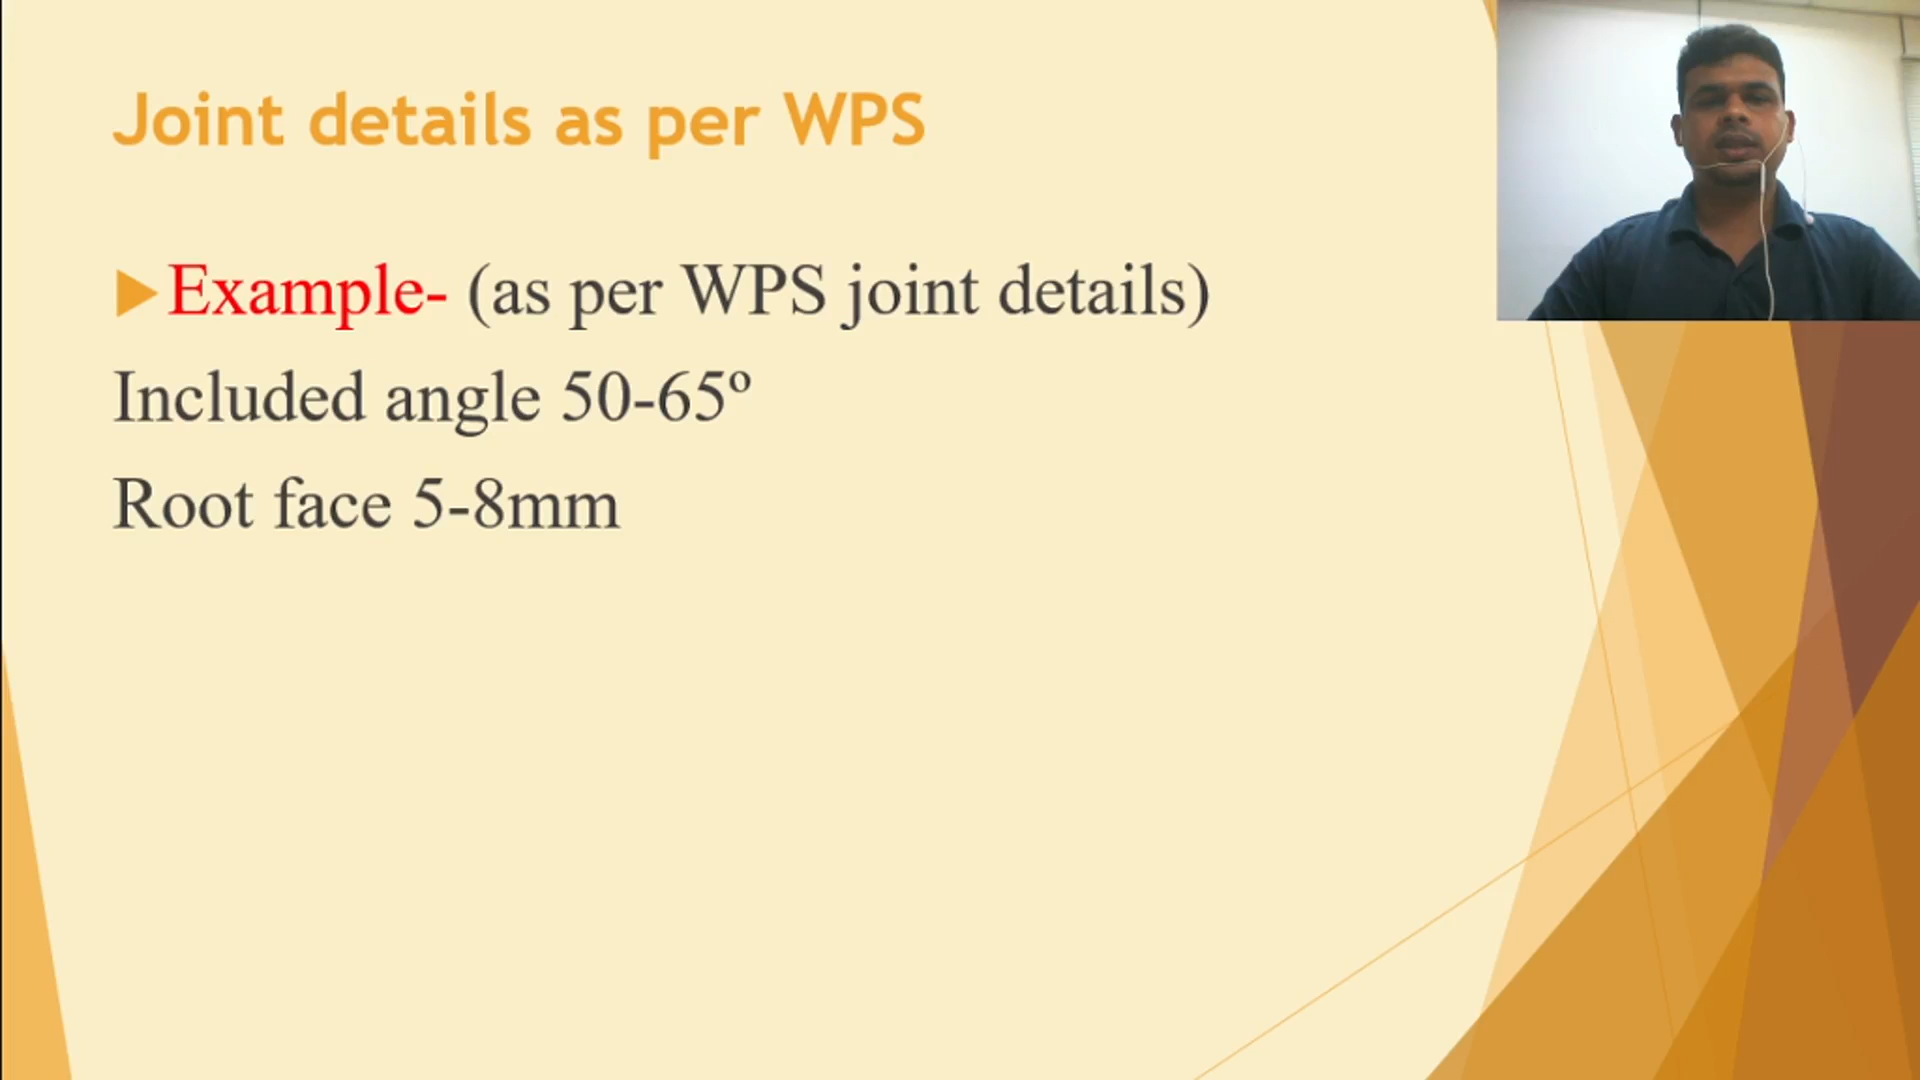 Joint details as per WPS
Example- (as per WPS joint details)
Included angle 50-65º
Root face 5-8mm